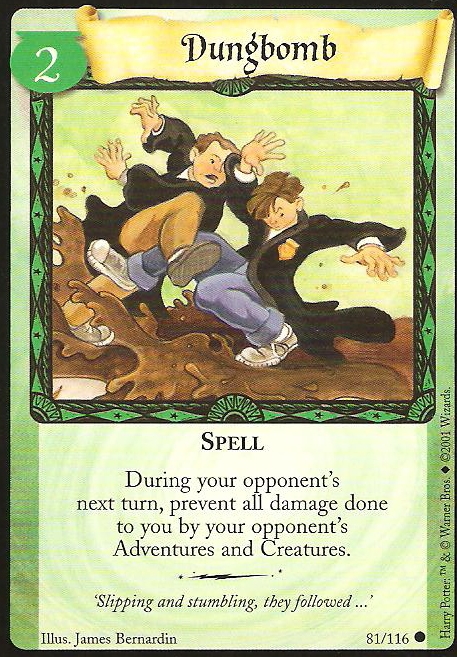 2
Dungbomb
SPELL
During your opponent's
next turn, prevent all damage done
to you by your opponent's
Adventures and Creatures.
'Slipping and stumbling, they followed ...'
Illus. James Bernardin
81/116
Harry Potter: ™ & © Warner Bros. ◆ ©2001 Wizards.